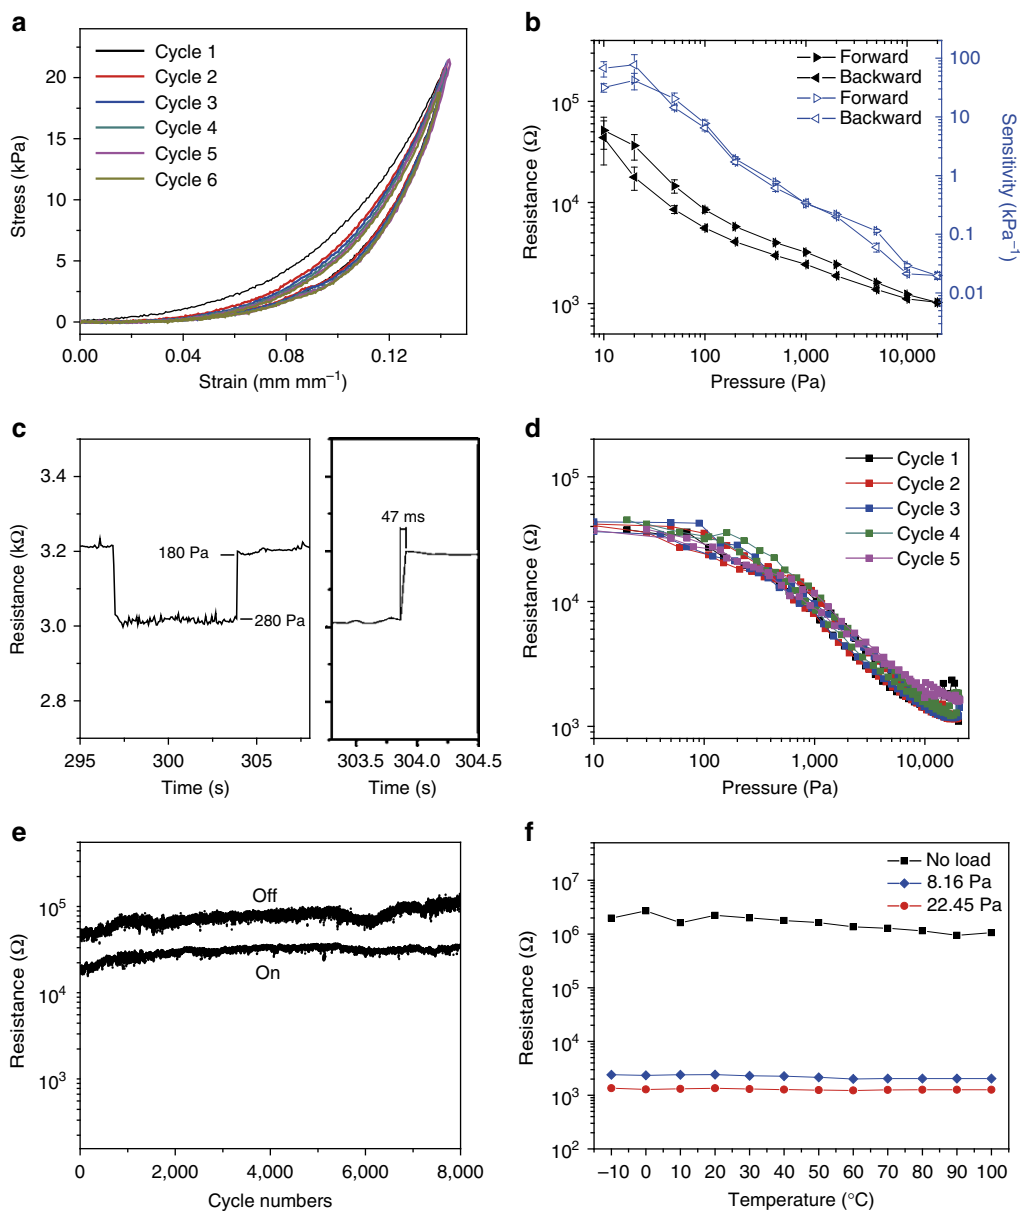 a
Cycle 1
Cycle 2
Cycle 3
Cycle 4
Cycle 5
Cycle 6
20
15
10
5
0
Stress (kPa)
0.00
0.04
0.08
0.12
Strain (mm mm⁻¹)
b
Forward
Backward
Forward
Backward
10⁵
10⁴
10³
Resistance (Ω)
100
10
1
0.1
0.01
Sensitivity (kPa⁻¹)
10
100
1,000
10,000
Pressure (Pa)
c
3.4
3.2
3.0
2.8
Resistance (kΩ)
180 Pa
280 Pa
47 ms
295
300
305
303.5
304.0
304.5
Time (s)
Time (s)
d
Cycle 1
Cycle 2
Cycle 3
Cycle 4
Cycle 5
10⁵
10⁴
10³
Resistance (Ω)
10
100
1,000
10,000
Pressure (Pa)
e
Off
On
10⁵
10⁴
10³
Resistance (Ω)
0
2,000
4,000
6,000
8,000
Cycle numbers
f
No load
8.16 Pa
22.45 Pa
10⁷
10⁶
10⁵
10⁴
10³
10²
Resistance (Ω)
−10
0
10
20
30
40
50
60
70
80
90
100
Temperature (°C)